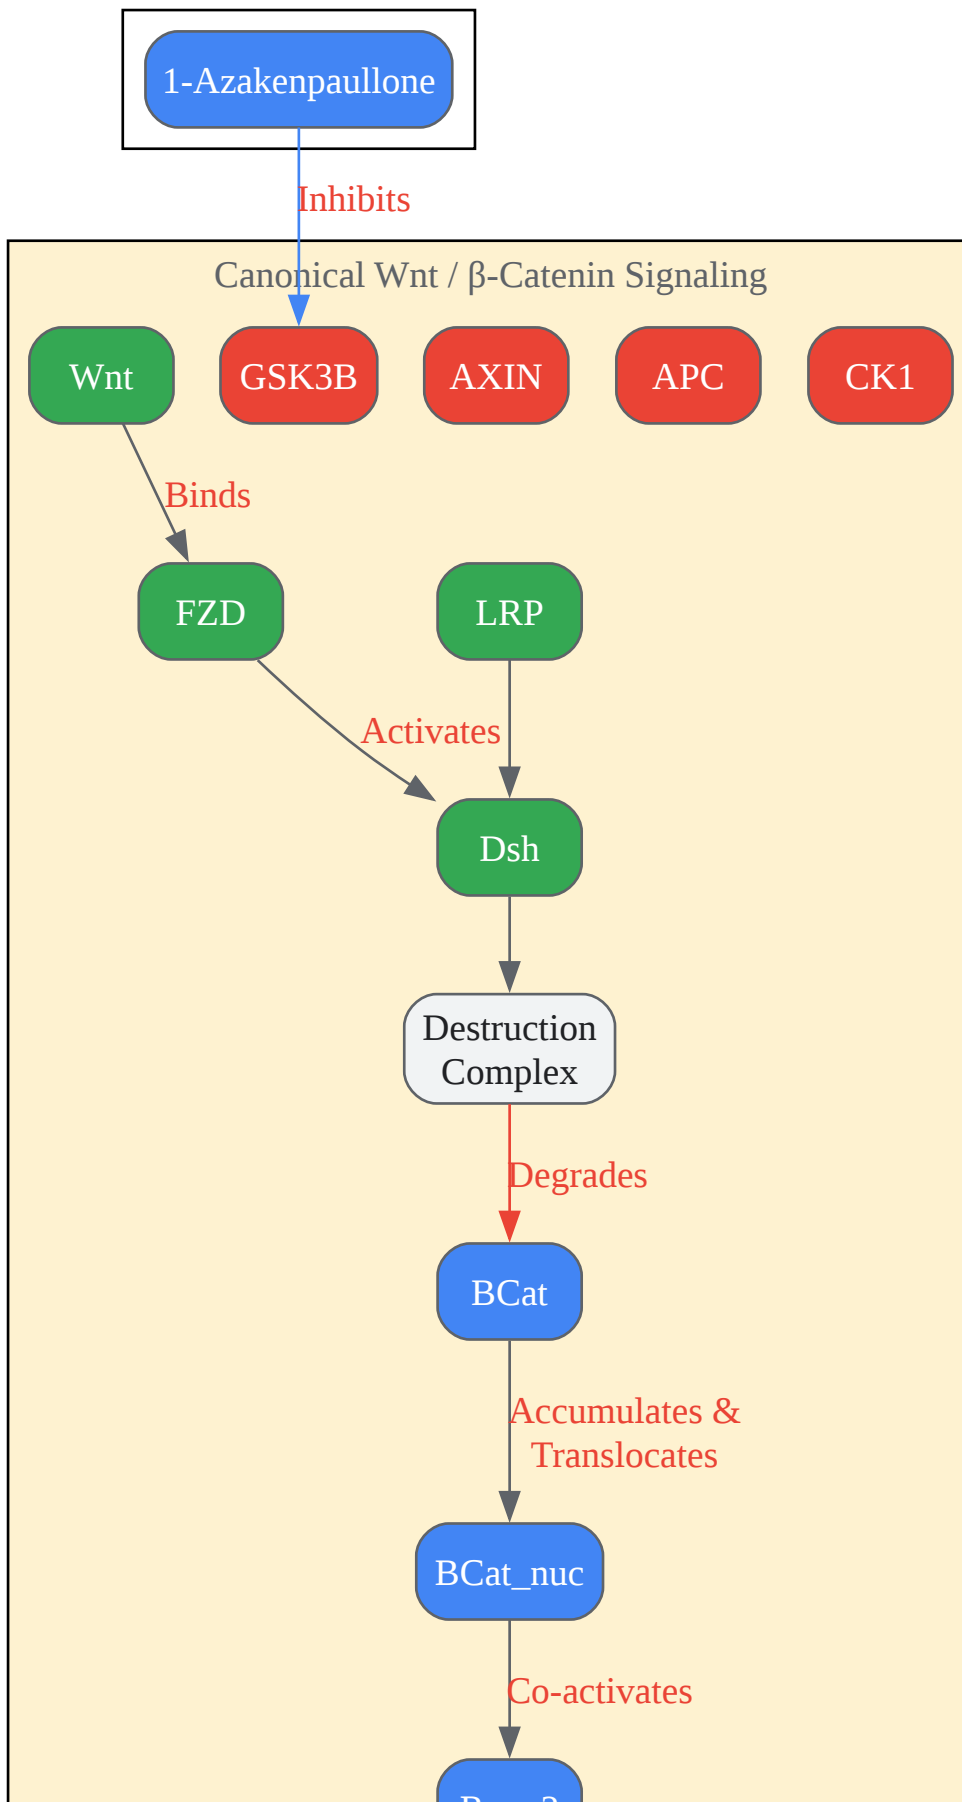 1-Azakenpaullone
Inhibits
Canonical Wnt / β-Catenin Signaling
Wnt
GSK3B
AXIN
APC
CK1
Binds
FZD
LRP
Activates
Dsh
Destruction
Complex
Degrades
BCat
Accumulates &
Translocates
BCat_nuc
Co-activates